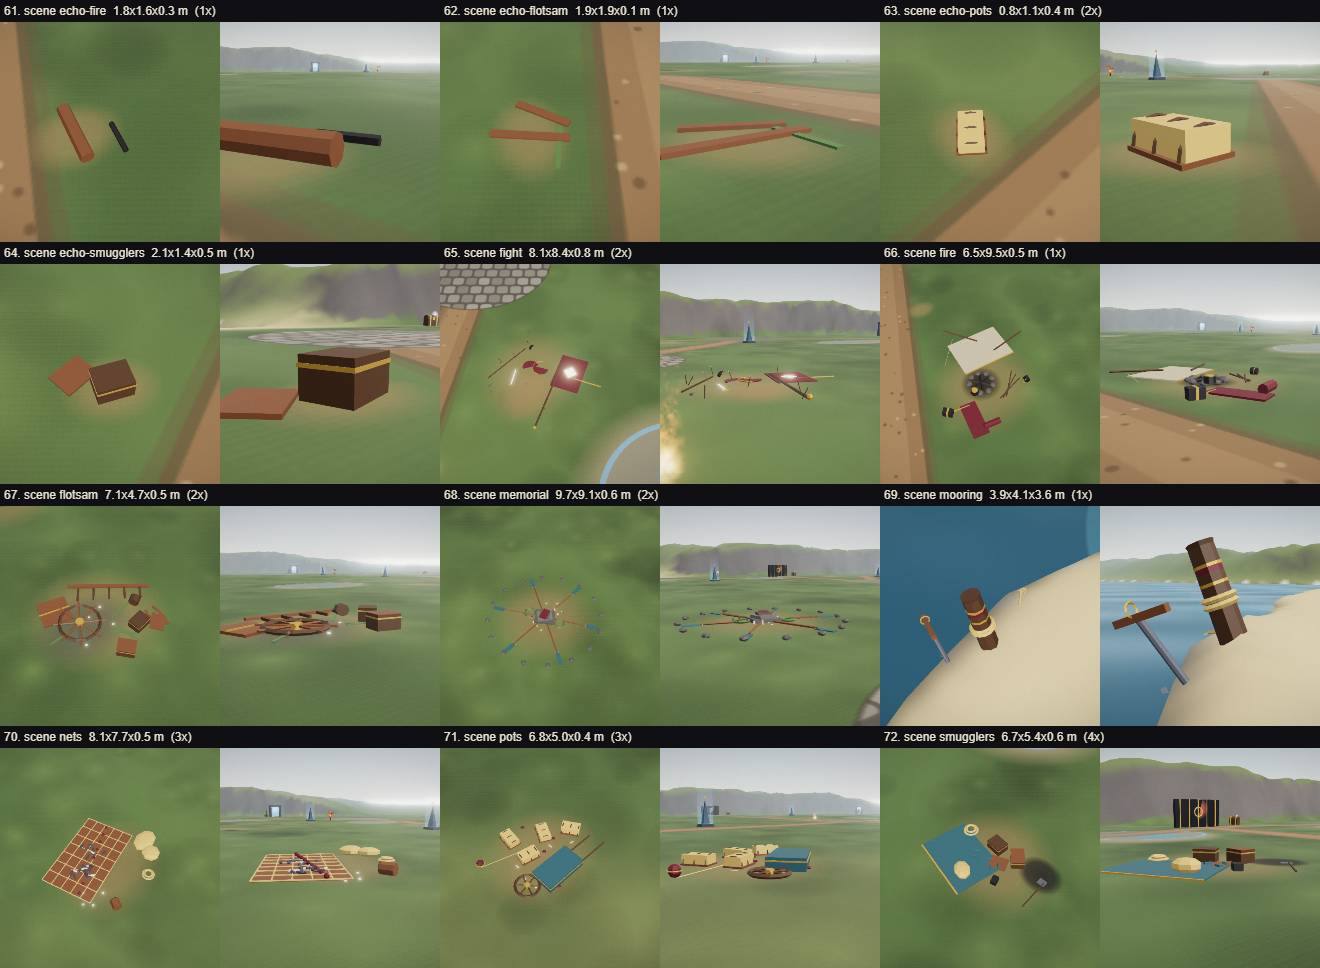 61. scene echo-fire 1.8x1.6x0.3 m (1x)
62. scene echo-flotsam 1.9x1.9x0.1 m (1x)
63. scene echo-pots 0.8x1.1x0.4 m (2x)
64. scene echo-smugglers 2.1x1.4x0.5 m (1x)
65. scene fight 8.1x8.4x0.8 m (2x)
66. scene fire 6.5x9.5x0.5 m (1x)
67. scene flotsam 7.1x4.7x0.5 m (2x)
68. scene memorial 9.7x9.1x0.6 m (2x)
69. scene mooring 3.9x4.1x3.6 m (1x)
70. scene nets 8.1x7.7x0.5 m (3x)
71. scene pots 6.8x5.0x0.4 m (3x)
72. scene smugglers 6.7x5.4x0.6 m (4x)